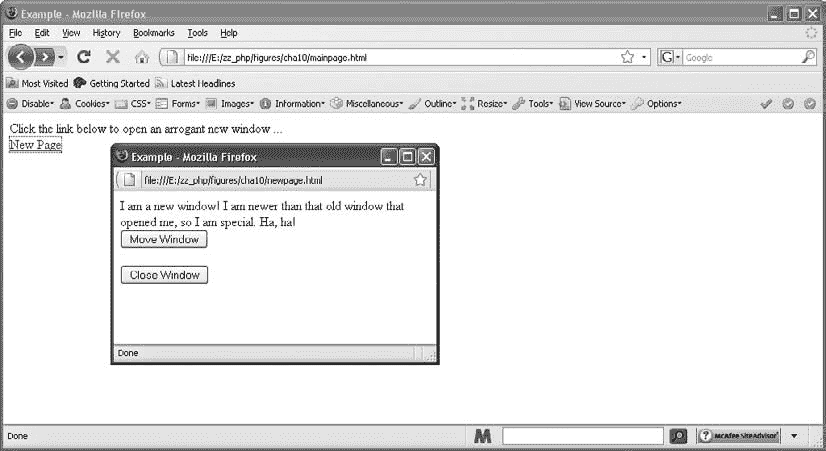 Example - Mozilla Firefox
File Edit View History Bookmarks Tools Help
file:///E:/zz_php/figures/cha10/mainpage.html
G Google
Most Visited Getting Started Latest Headlines
Disable Cookies CSS Forms Images Information Miscellaneous Outline Resize Tools View Source Options
Click the link below to open an arrogant new window ...
New Page
Example - Mozilla Firefox
file:///E:/zz_php/figures/cha10/newpage.html
I am a new window! I am newer than that old window that
opened me, so I am special. Ha, ha!
Move Window
Close Window
Done
Done
McAfee SiteAdvisor